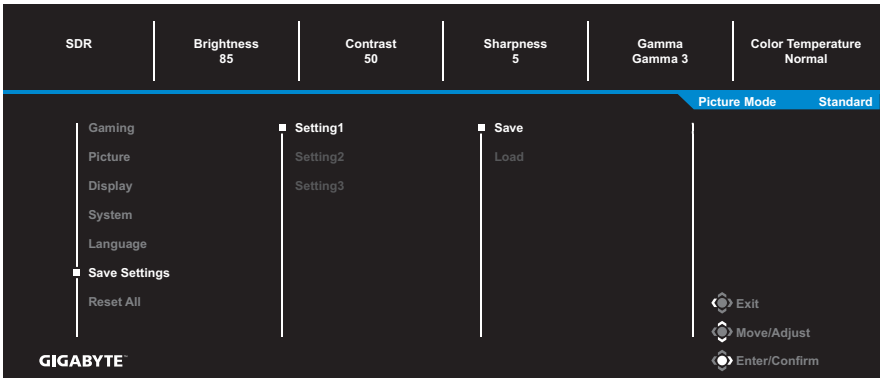 SDR Brightness Contrast Sharpness Gamma Color Temperature
85 50 5 Gamma 3 Normal
Picture Mode Standard
Gaming Setting1 Save
Picture Setting2 Load
Display Setting3
System
Language
Save Settings
Reset All Exit
Move/Adjust
GIGABYTE™ Enter/Confirm